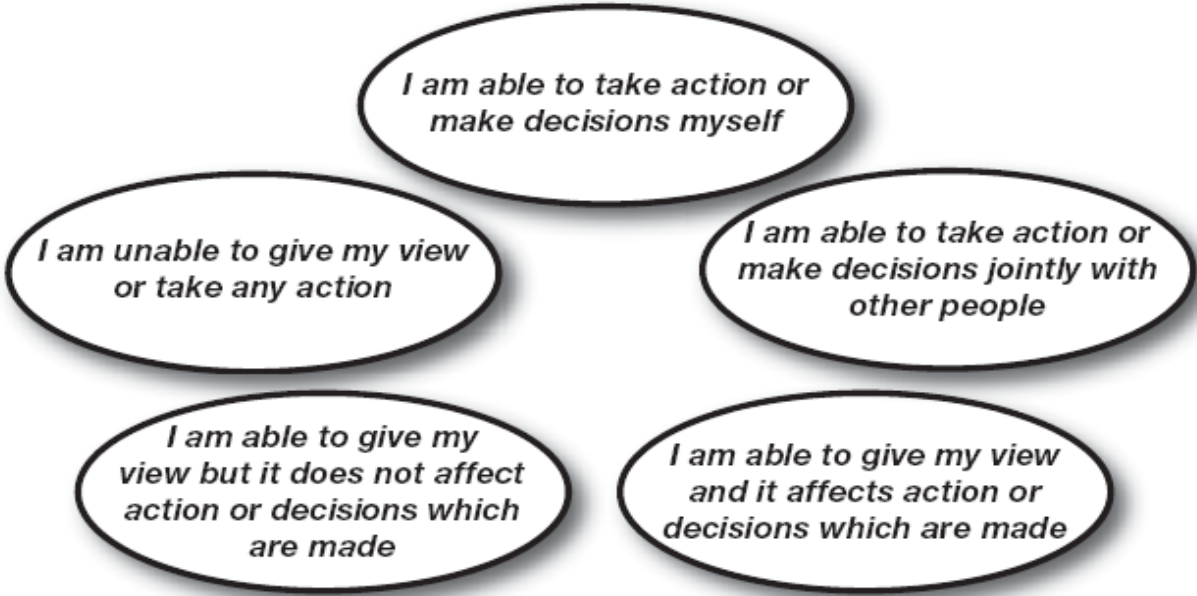 I am able to take action or
make decisions myself
I am unable to give my view
or take any action
I am able to take action or
make decisions jointly with
other people
I am able to give my
view but it does not affect
action or decisions which
are made
I am able to give my view
and it affects action or
decisions which are made